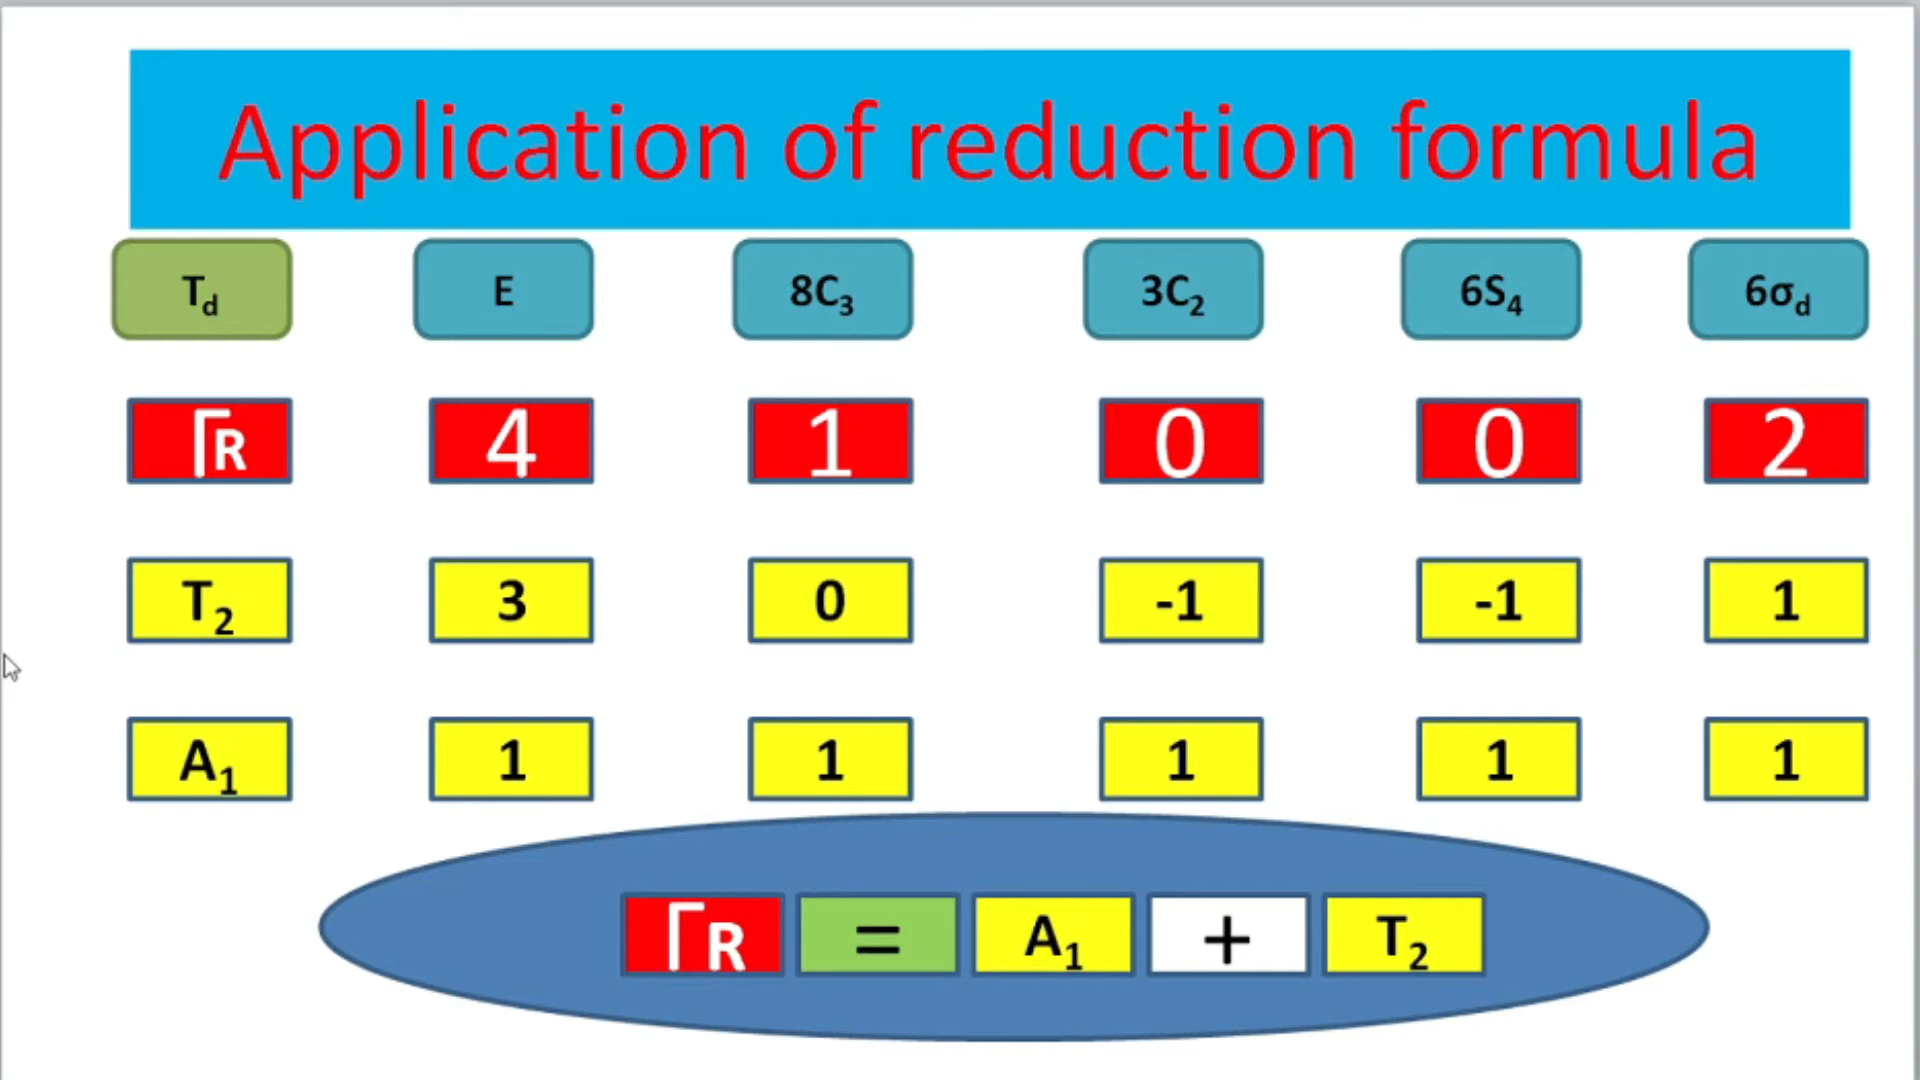 Application of reduction formula
Td E 8C3 3C2 6S4 6σd
ΓR 4 1 0 0 2
T2 3 0 -1 -1 1
A1 1 1 1 1 1
ΓR = A1 + T2